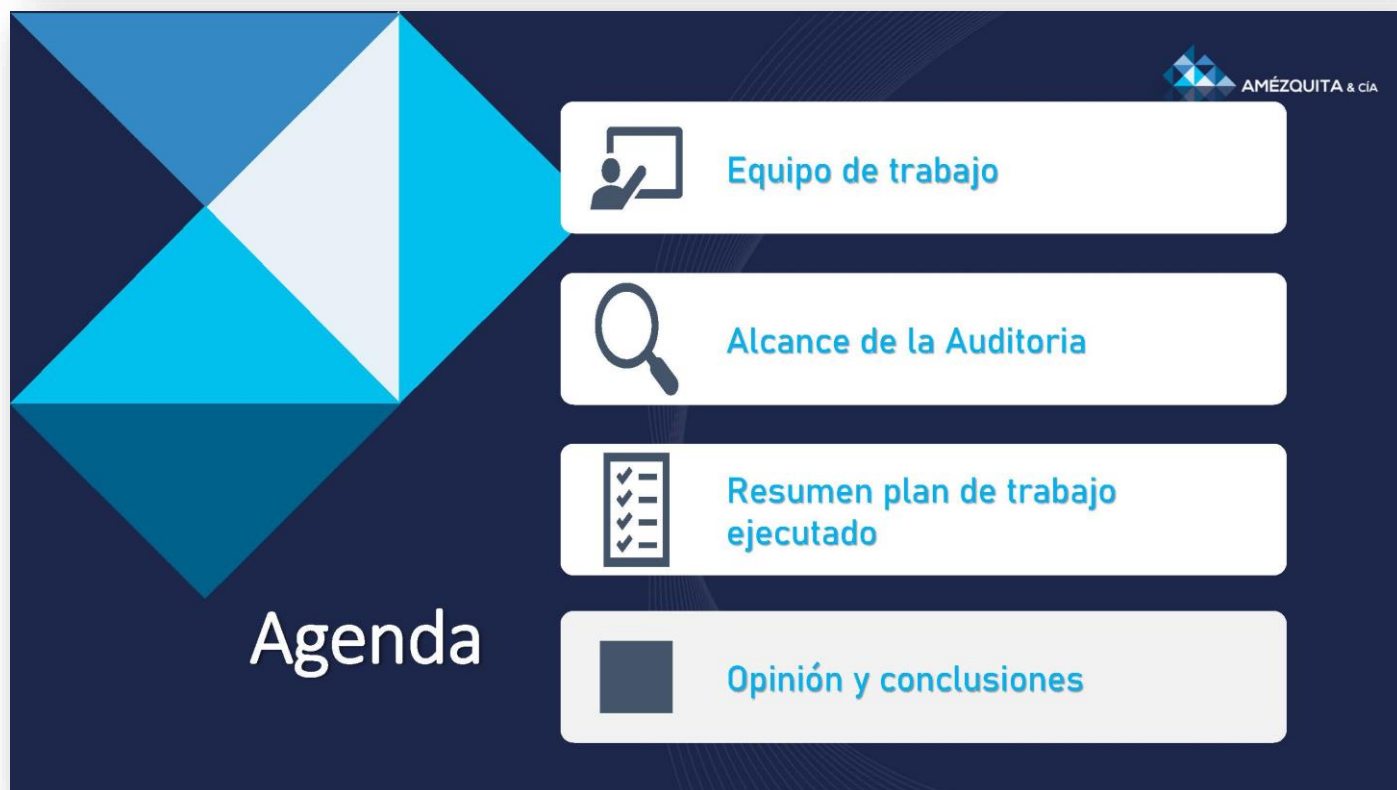 AMÉZQUITA & CÍA
Equipo de trabajo
Alcance de la Auditoria
Resumen plan de trabajo
ejecutado
Agenda
Opinión y conclusiones